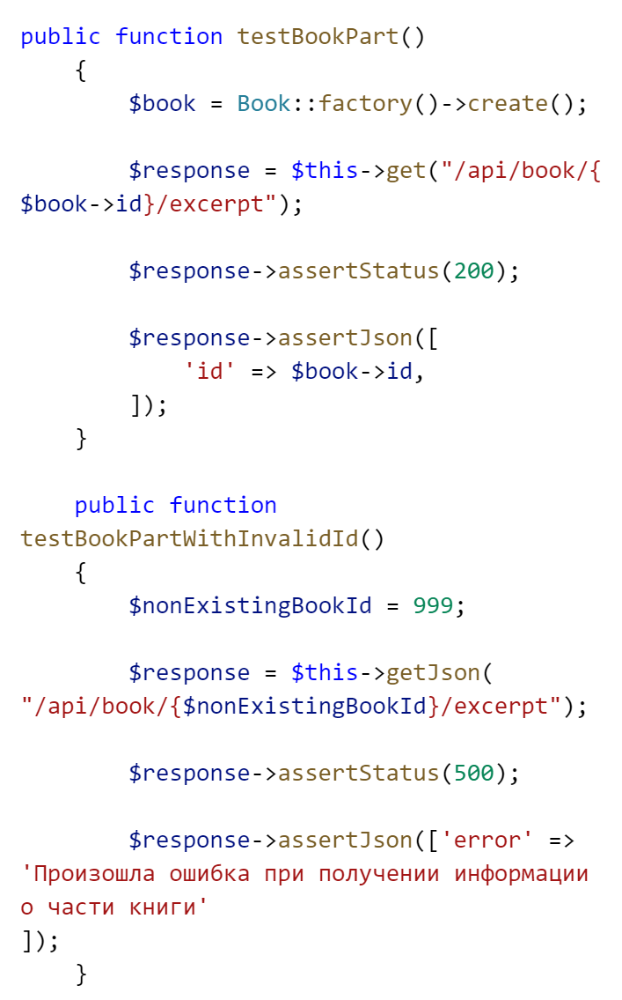 public function testBookPart()
{
$book = Book::factory()->create();
$response = $this->get("/api/book/{
$book->id}/excerpt");
$response->assertStatus(200);
$response->assertJson([
'id' => $book->id,
]);
}
public function
testBookPartWithInvalidId()
{
$nonExistingBookId = 999;
$response = $this->getJson(
"/api/book/{$nonExistingBookId}/excerpt");
$response->assertStatus(500);
$response->assertJson(['error' =>
'Произошла ошибка при получении информации
о части книги'
]);
}